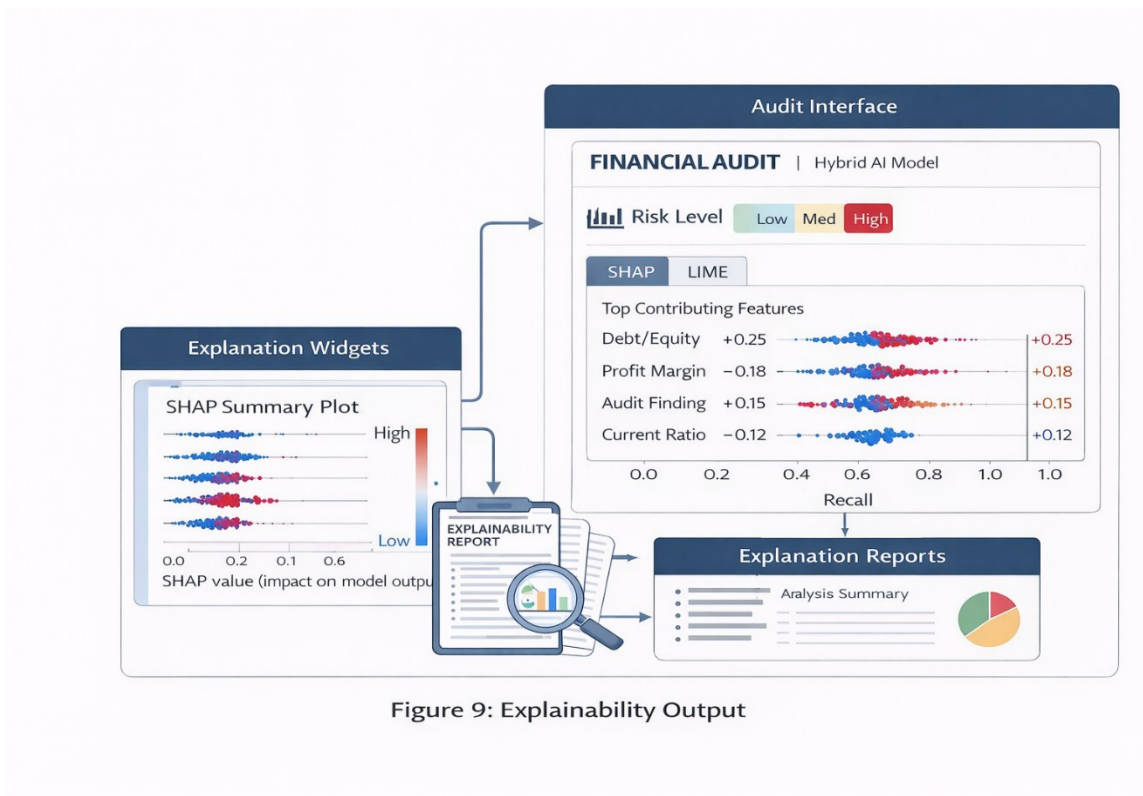 Audit Interface
FINANCIAL AUDIT | Hybrid AI Model
Risk Level Low Med High
SHAP LIME
Top Contributing Features
Debt/Equity +0.25 +0.25
Profit Margin −0.18 +0.18
Audit Finding +0.15 +0.15
Current Ratio −0.12 +0.12
0.0 0.2 0.4 0.6 0.8 1.0 1.0
Recall
Explanation Widgets
SHAP Summary Plot
High
Low
0.0 0.2 0.1 0.6
SHAP value (impact on model outpu
EXPLAINABILITY
REPORT
Explanation Reports
Analysis Summary
Figure 9: Explainability Output